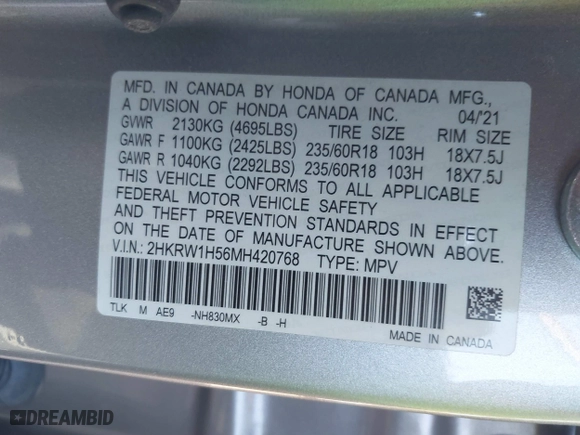 MFD. IN CANADA BY HONDA OF CANADA MFG.,
A DIVISION OF HONDA CANADA INC. 04/'21
GVWR 2130KG (4695LBS) TIRE SIZE RIM SIZE
GAWR F 1100KG (2425LBS) 235/60R18 103H 18X7.5J
GAWR R 1040KG (2292LBS) 235/60R18 103H 18X7.5J
THIS VEHICLE CONFORMS TO ALL APPLICABLE
FEDERAL MOTOR VEHICLE SAFETY
AND THEFT PREVENTION STANDARDS IN EFFECT
ON THE DATE OF MANUFACTURE SHOWN ABOVE.
V.I.N.: 2HKRW1H56MH420768 TYPE: MPV
TLK M AE9 -NH830MX -B -H
MADE IN CANADA
DREAMBID